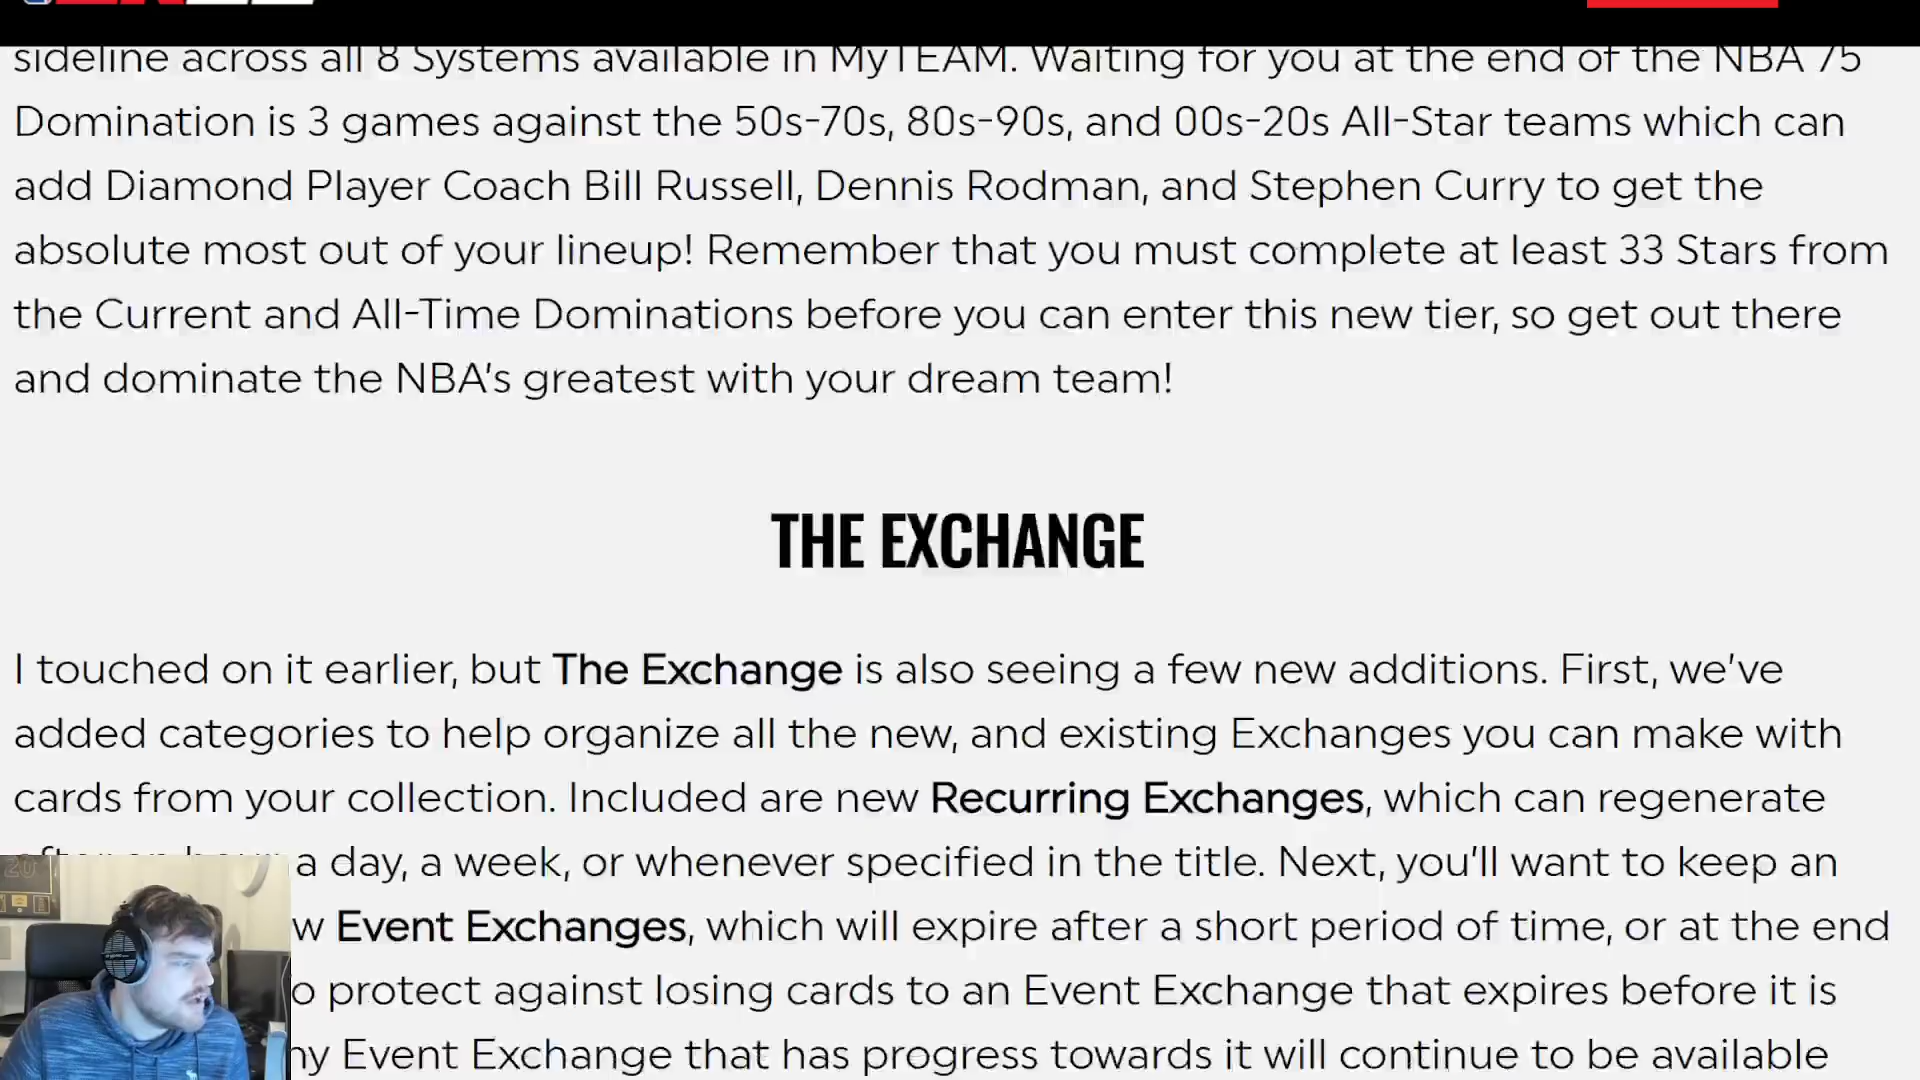 sideline across all 8 Systems available in MyTEAM. Waiting for you at the end of the NBA 75
Domination is 3 games against the 50s-70s, 80s-90s, and 00s-20s All-Star teams which can
add Diamond Player Coach Bill Russell, Dennis Rodman, and Stephen Curry to get the
absolute most out of your lineup! Remember that you must complete at least 33 Stars from
the Current and All-Time Dominations before you can enter this new tier, so get out there
and dominate the NBA's greatest with your dream team!
THE EXCHANGE
I touched on it earlier, but The Exchange is also seeing a few new additions. First, we've
added categories to help organize all the new, and existing Exchanges you can make with
cards from your collection. Included are new Recurring Exchanges, which can regenerate
a day, a week, or whenever specified in the title. Next, you'll want to keep an
w Event Exchanges, which will expire after a short period of time, or at the end
o protect against losing cards to an Event Exchange that expires before it is
ny Event Exchange that has progress towards it will continue to be available